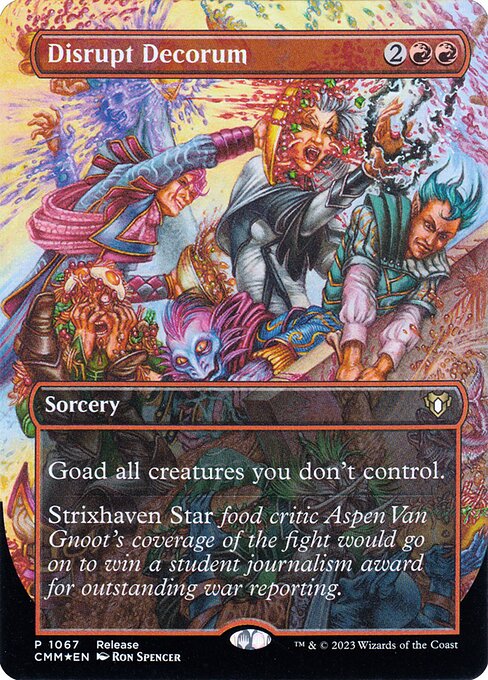 Disrupt Decorum 2
Sorcery
Goad all creatures you don't control.
Strixhaven Star food critic Aspen Van
Gnoot's coverage of the fight would go
on to win a student journalism award
for outstanding war reporting.
P 1067 Release
CMM★EN Ron Spencer ™ & © 2023 Wizards of the Coast